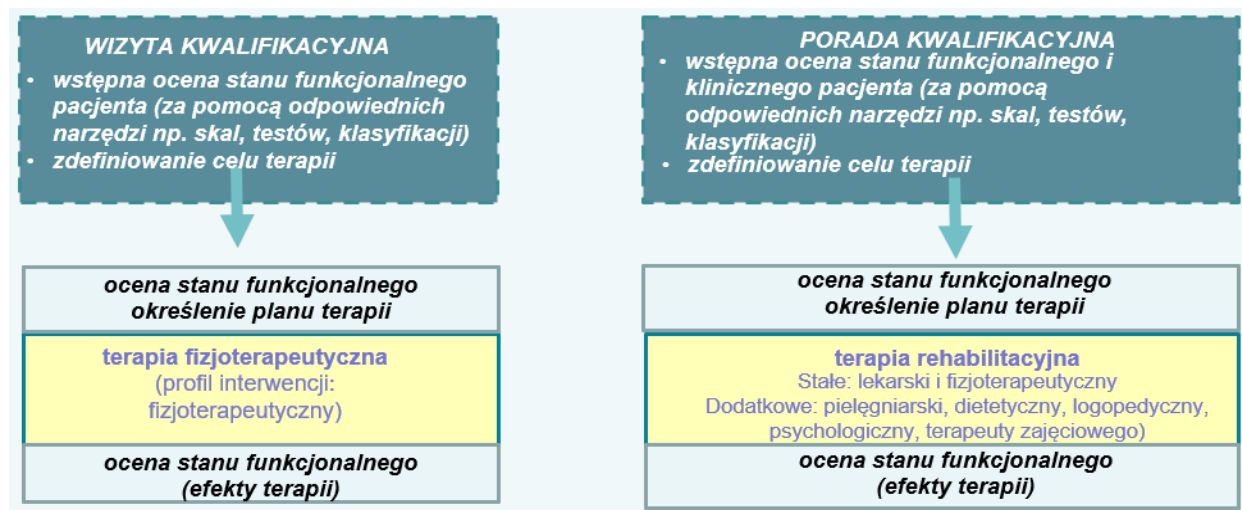 WIZYTA KWALIFIKACYJNA
• wstępna ocena stanu funkcjonalnego
pacjenta (za pomocą odpowiednich
narzędzi np. skal, testów, klasyfikacji)
• zdefiniowanie celu terapii
ocena stanu funkcjonalnego
określenie planu terapii
terapia fizjoterapeutyczna
(profil interwencji:
fizjoterapeutyczny)
ocena stanu funkcjonalnego
(efekty terapii)
PORADA KWALIFIKACYJNA
• wstępna ocena stanu funkcjonalnego i
klinicznego pacjenta (za pomocą
odpowiednich narzędzi np. skal, testów,
klasyfikacji)
• zdefiniowanie celu terapii
ocena stanu funkcjonalnego
określenie planu terapii
terapia rehabilitacyjna
Stałe: lekarski i fizjoterapeutyczny
Dodatkowe: pielęgniarski, dietetyczny, logopedyczny,
psychologiczny, terapeuty zajęciowego)
ocena stanu funkcjonalnego
(efekty terapii)